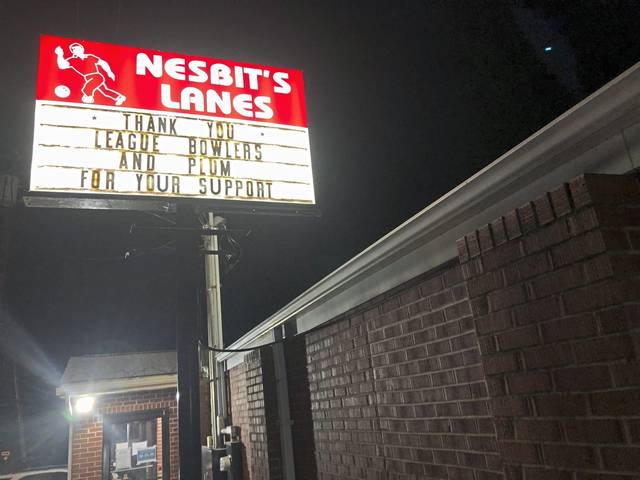 NESBIT'S
LANES
* THANK YOU *
LEAGUE BOWLERS
AND PLUM
FOR YOUR SUPPORT